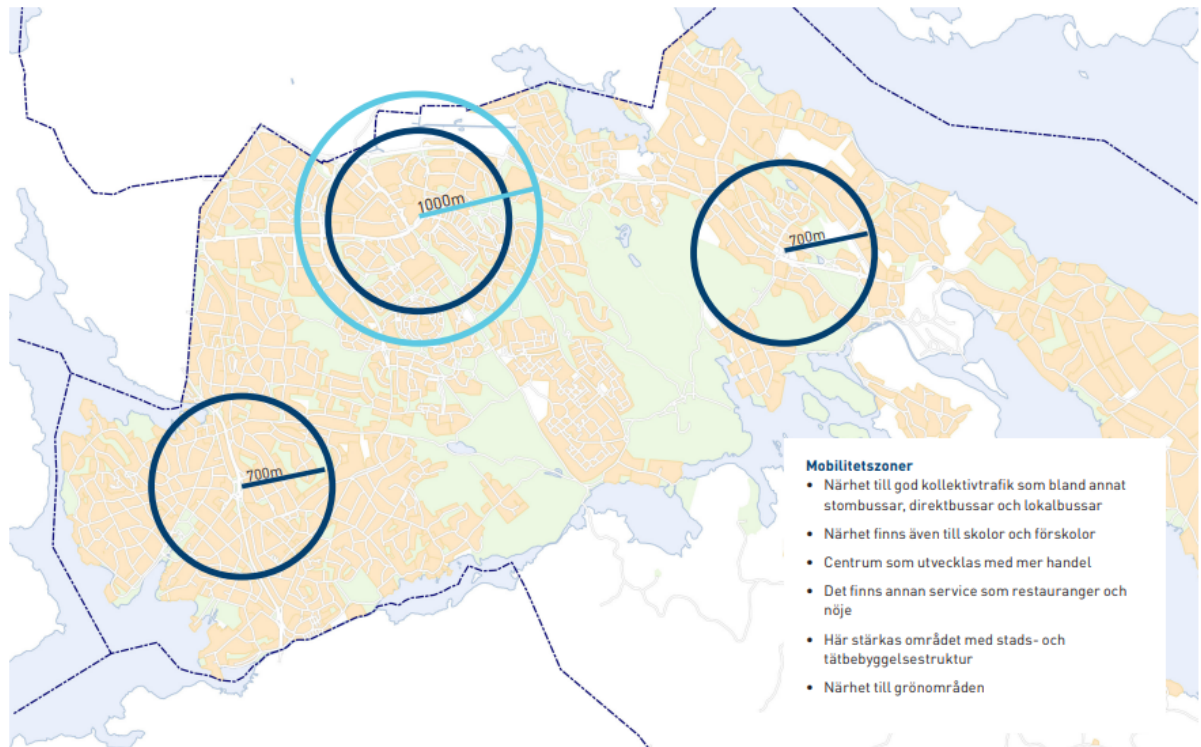 1000m
700m
700m
Mobilitetszoner
• Närhet till god kollektivtrafik som bland annat
stombussar, direktbussar och lokalbussar
• Närhet finns även till skolor och förskolor
• Centrum som utvecklas med mer handel
• Det finns annan service som restauranger och
nöje
• Här stärkas området med stads- och
tätbebyggelsestruktur
• Närhet till grönområden